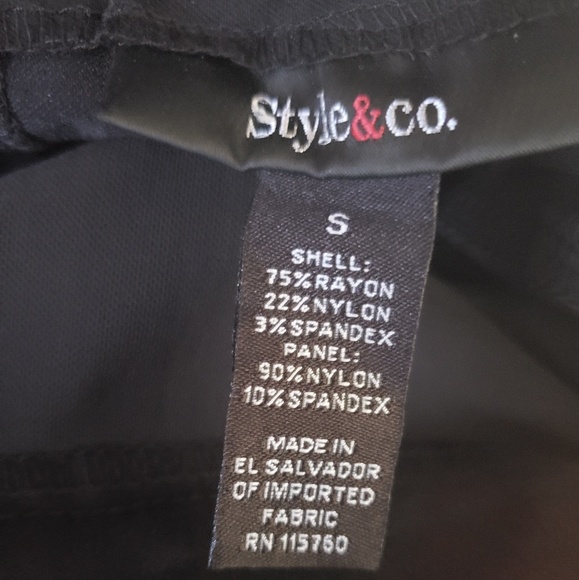 Style&co.
S
SHELL:
75%RAYON
22%NYLON
3%SPANDEX
PANEL:
90%NYLON
10%SPANDEX
MADE IN
EL SALVADOR
OF IMPORTED
FABRIC
RN 115760